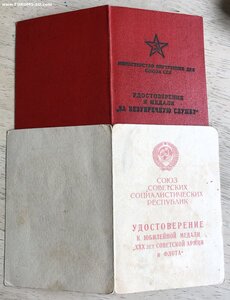 МИНИСТЕРСТВО ВНУТРЕННИХ ДЕЛ
СОЮЗА ССР
УДОСТОВЕРЕНИЕ
К МЕДАЛИ
"ЗА БЕЗУПРЕЧНУЮ СЛУЖБУ"
СОЮЗ
СОВЕТСКИХ
СОЦИАЛИСТИЧЕСКИХ
РЕСПУБЛИК
УДОСТОВЕРЕНИЕ
К ЮБИЛЕЙНОЙ МЕДАЛИ
"XXX лет СОВЕТСКОЙ АРМИИ
И ФЛОТА"